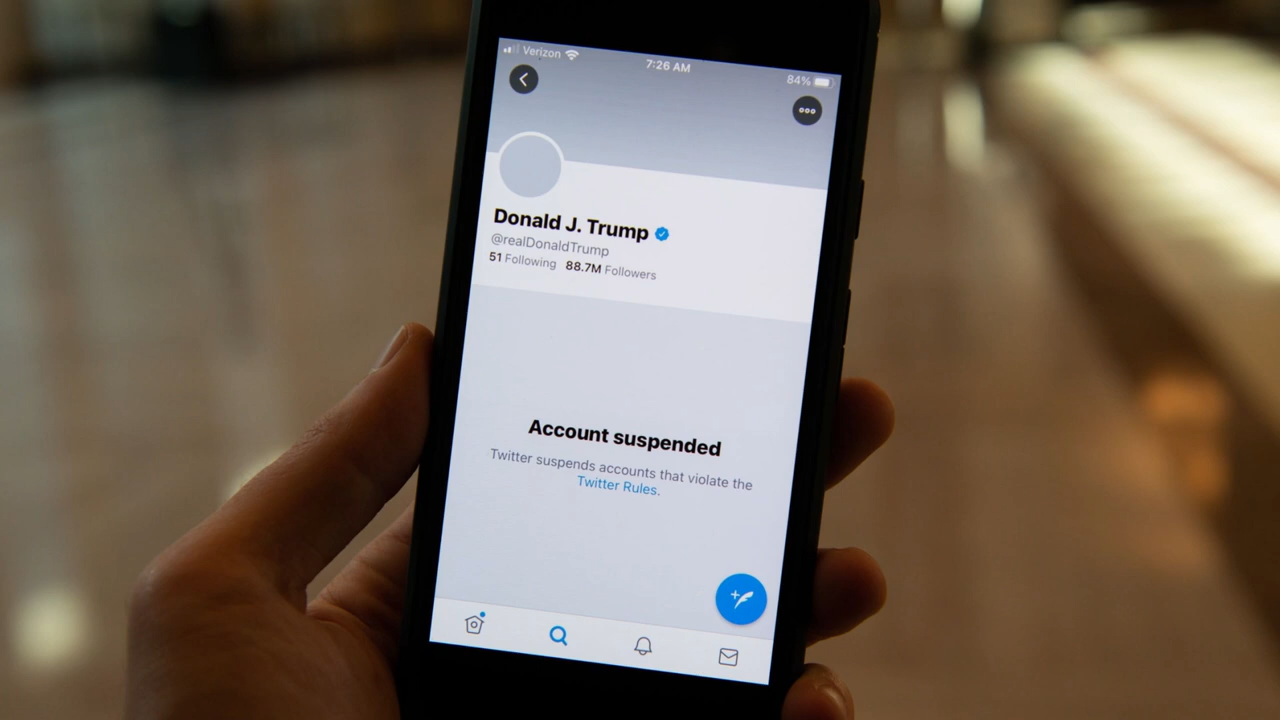 Verizon
7:26 AM
84%
Donald J. Trump
@realDonaldTrump
51 Following 88.7M Followers
Account suspended
Twitter suspends accounts that violate the
Twitter Rules.